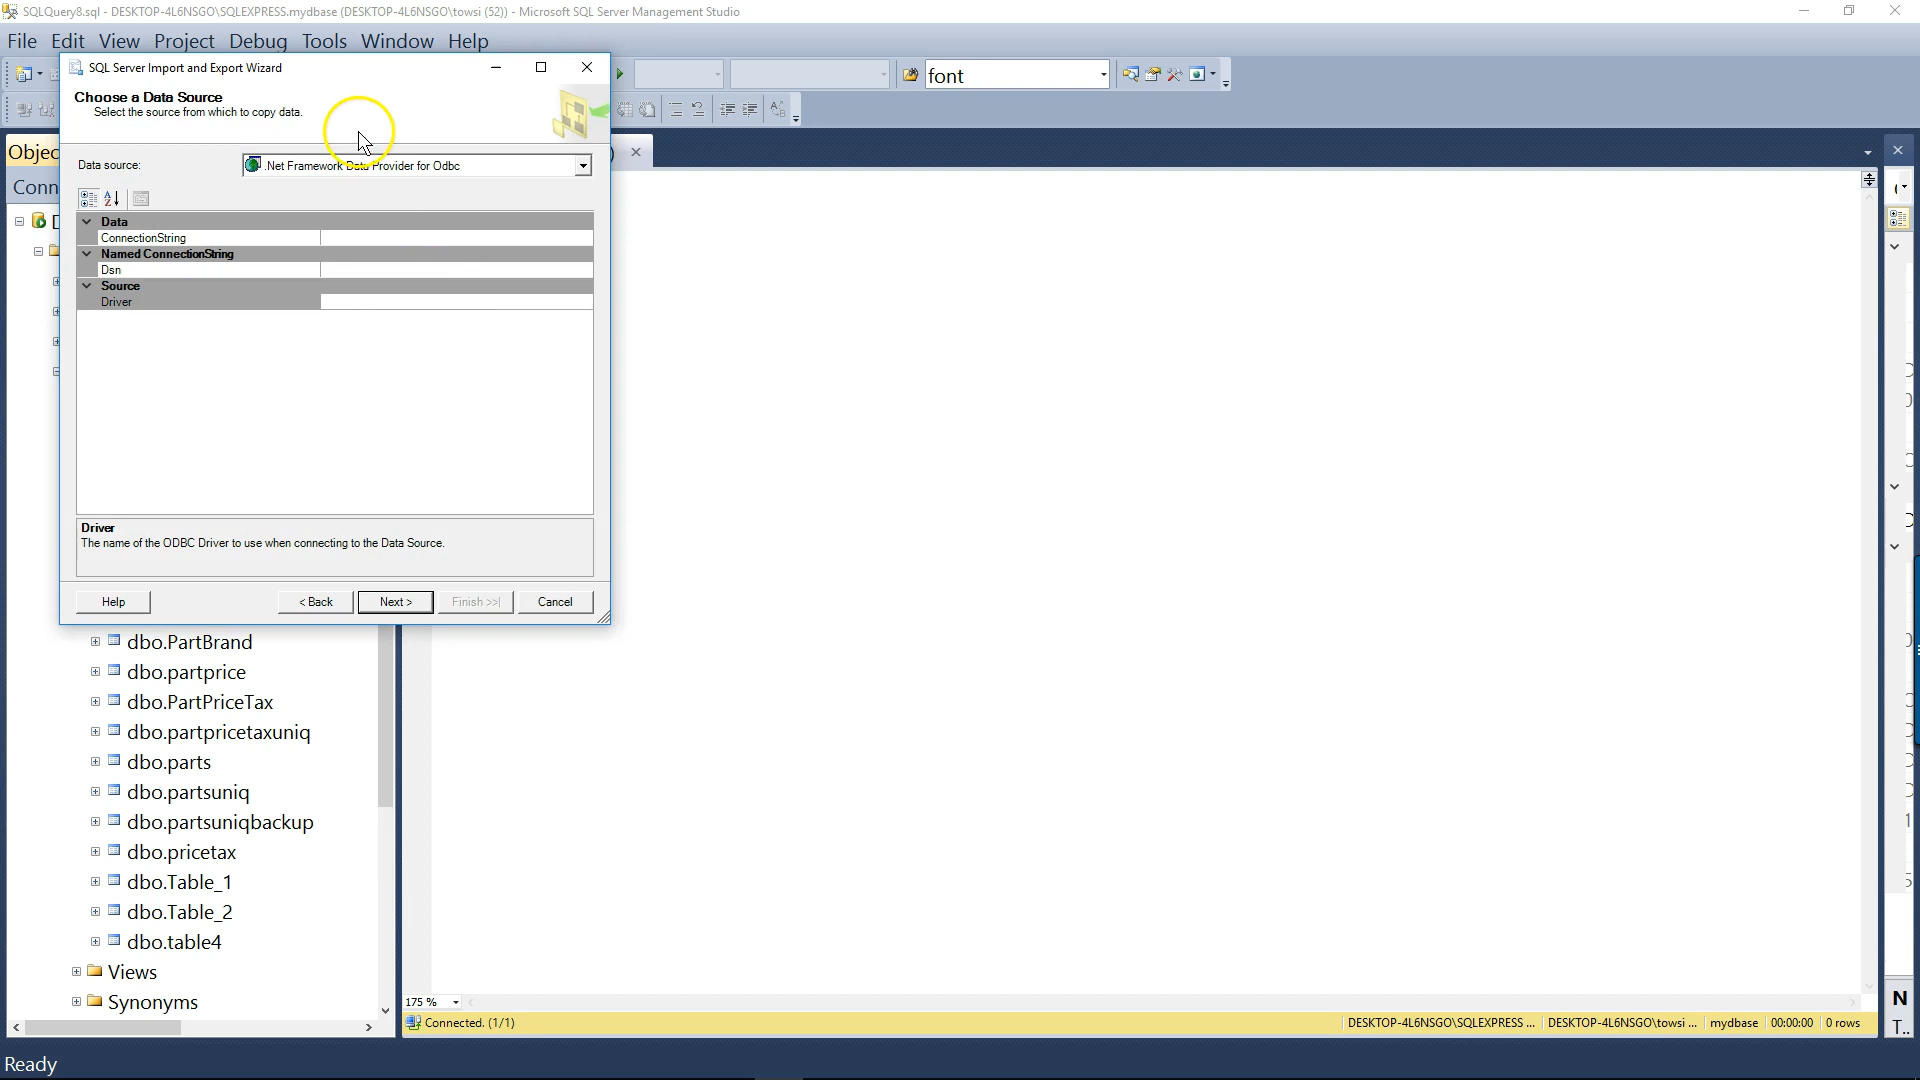 SQLQuery8.sql - DESKTOP-4L6NSGO\SQLEXPRESS.mydbase (DESKTOP-4L6NSGO\towsi (52)) - Microsoft SQL Server Management Studio
File Edit View Project Debug Tools Window Help
SQL Server Import and Export Wizard
font
Choose a Data Source
Select the source from which to copy data.
Objec
Data source:
.Net Framework Data Provider for Odbc
Conn
Data
ConnectionString
Named ConnectionString
Dsn
Source
Driver
Driver
The name of the ODBC Driver to use when connecting to the Data Source.
Help
< Back
Next >
Finish >>|
Cancel
dbo.PartBrand
dbo.partprice
dbo.PartPriceTax
dbo.partpricetaxuniq
dbo.parts
dbo.partsuniq
dbo.partsuniqbackup
dbo.pricetax
dbo.Table_1
dbo.Table_2
dbo.table4
Views
Synonyms
175 %
N
T..
Connected. (1/1)
DESKTOP-4L6NSGO\SQLEXPRESS ...
DESKTOP-4L6NSGO\towsi ...
mydbase
00:00:00
0 rows
Ready